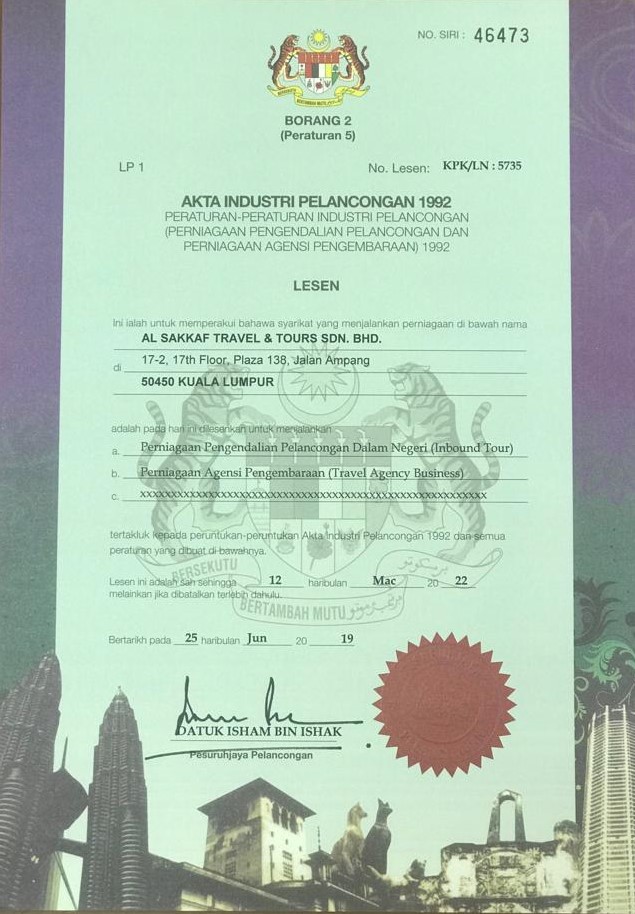 NO. SIRI : 46473
BERTAMBAH MUTU
BORANG 2
(Peraturan 5)
LP 1
No. Lesen: KPK/LN : 5735
AKTA INDUSTRI PELANCONGAN 1992
PERATURAN-PERATURAN INDUSTRI PELANCONGAN
(PERNIAGAAN PENGENDALIAN PELANCONGAN DAN
PERNIAGAAN AGENSI PENGEMBARAAN) 1992
LESEN
Ini ialah untuk memperakui bahawa syarikat yang menjalankan perniagaan di bawah nama
AL SAKKAF TRAVEL & TOURS SDN. BHD.
di 17-2, 17th Floor, Plaza 138, Jalan Ampang
50450 KUALA LUMPUR
adalah pada hari ini dilesenkan untuk menjalankan
a. Perniagaan Pengendalian Pelancongan Dalam Negeri (Inbound Tour)
b. Perniagaan Agensi Pengembaraan (Travel Agency Business)
c. xxxxxxxxxxxxxxxxxxxxxxxxxxxxxxxxxxxxxxxxxxxxxxxxxxxxxxxx
tertakluk kepada peruntukan-peruntukan Akta Industri Pelancongan 1992 dan semua
peraturan yang dibuat di bawahnya.
BERSEKUTU
Lesen ini adalah sah sehingga 12 haribulan Mac 20 22
melainkan jika dibatalkan terlebih dahulu.
BERTAMBAH MUTU
Bertarikh pada 25 haribulan Jun 20 19
DATUK ISHAM BIN ISHAK
Pesuruhjaya Pelancongan